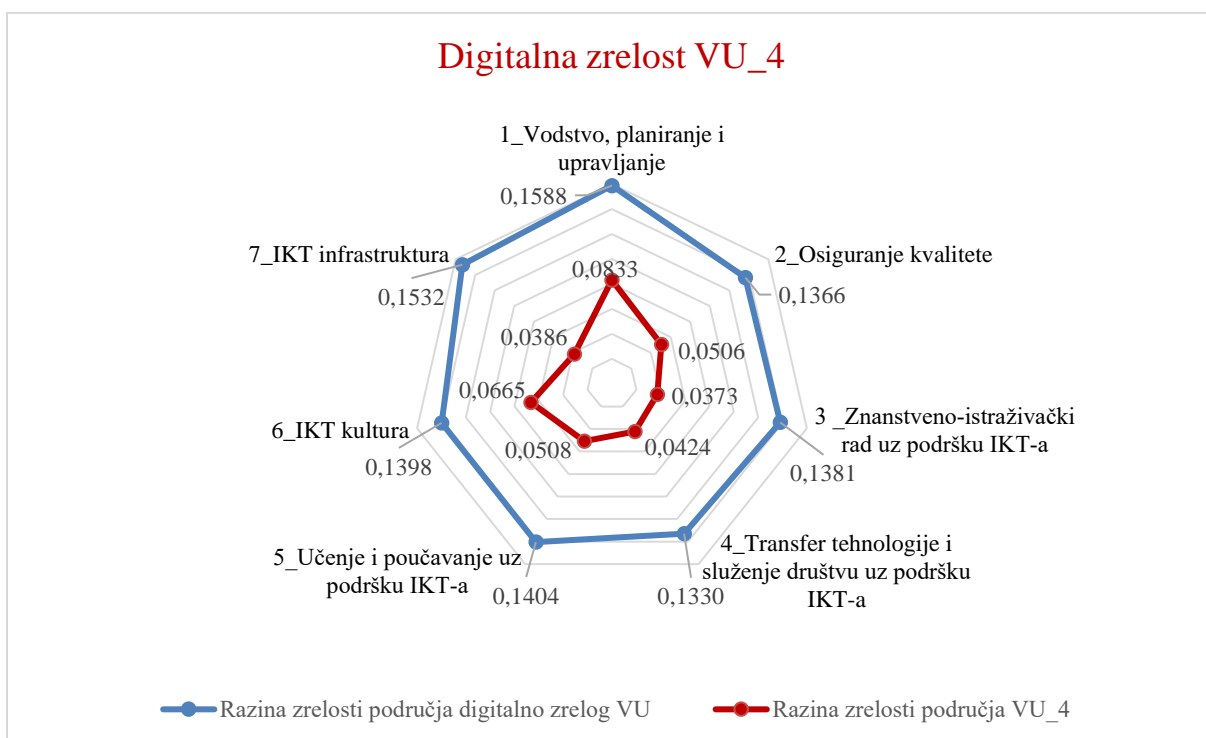 Digitalna zrelost VU_4
1_Vodstvo, planiranje i
upravljanje
0,1588
7_IKT infrastruktura
2_Osiguranje kvalitete
0,0833
0,1532
0,1366
0,0386
0,0506
0,0665
0,0373
6_IKT kultura
3 _Znanstveno-istraživački
rad uz podršku IKT-a
0,0508
0,0424
0,1398
0,1381
5_Učenje i poučavanje uz
podršku IKT-a
4_Transfer tehnologije i
služenje društvu uz podršku
IKT-a
0,1404
0,1330
Razina zrelosti područja digitalno zrelog VU
Razina zrelosti područja VU_4